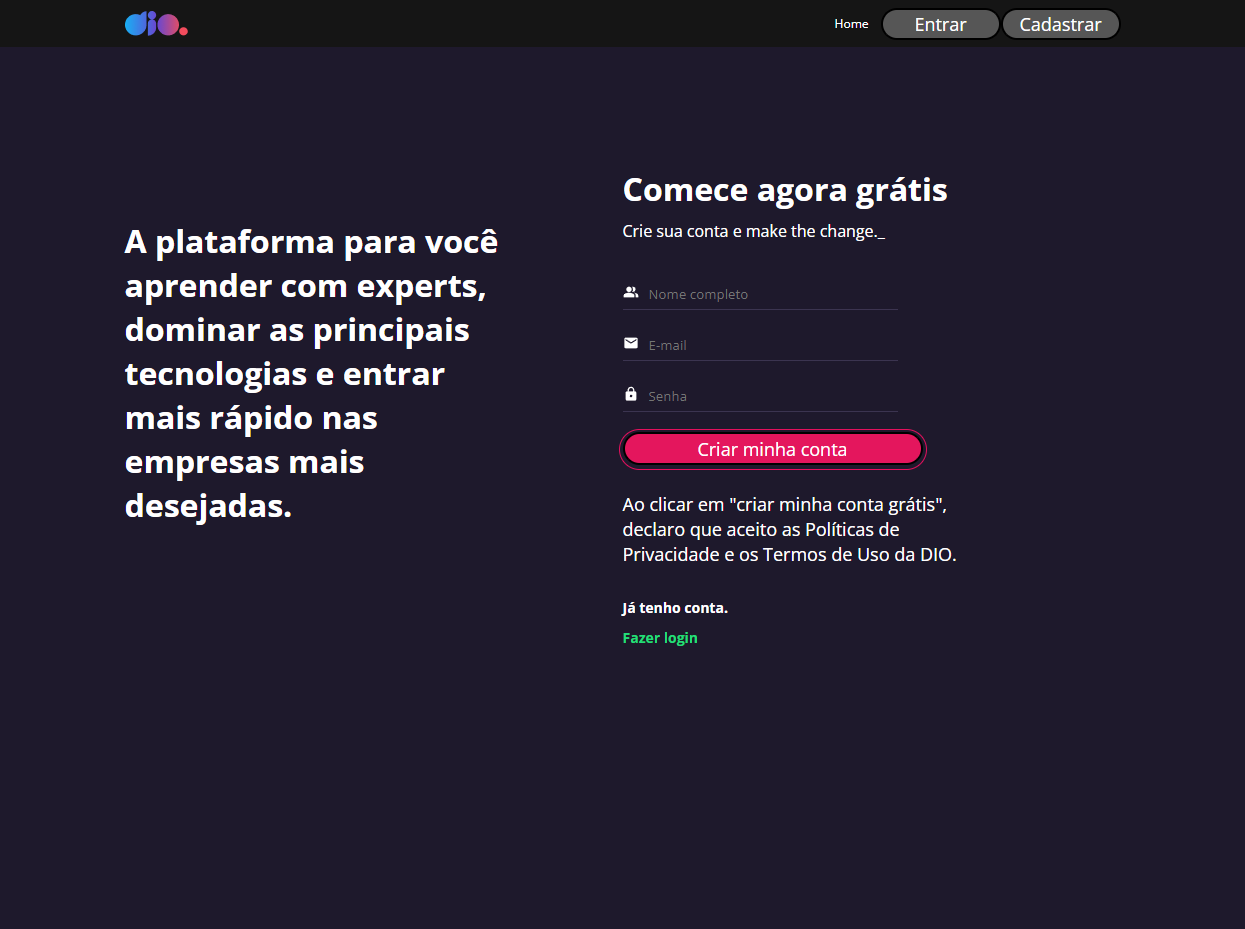 dio.
Home
Entrar
Cadastrar
A plataforma para você
aprender com experts,
dominar as principais
tecnologias e entrar
mais rápido nas
empresas mais
desejadas.
Comece agora grátis
Crie sua conta e make the change._
Nome completo
E-mail
Senha
Criar minha conta
Ao clicar em "criar minha conta grátis",
declaro que aceito as Políticas de
Privacidade e os Termos de Uso da DIO.
Já tenho conta.
Fazer login